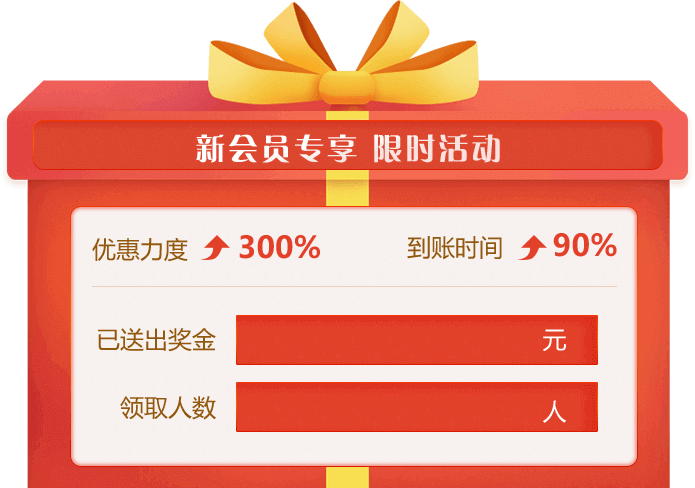 新会员专享 限时活动
优惠力度 300% 到账时间 90%
已送出奖金 元
领取人数 人